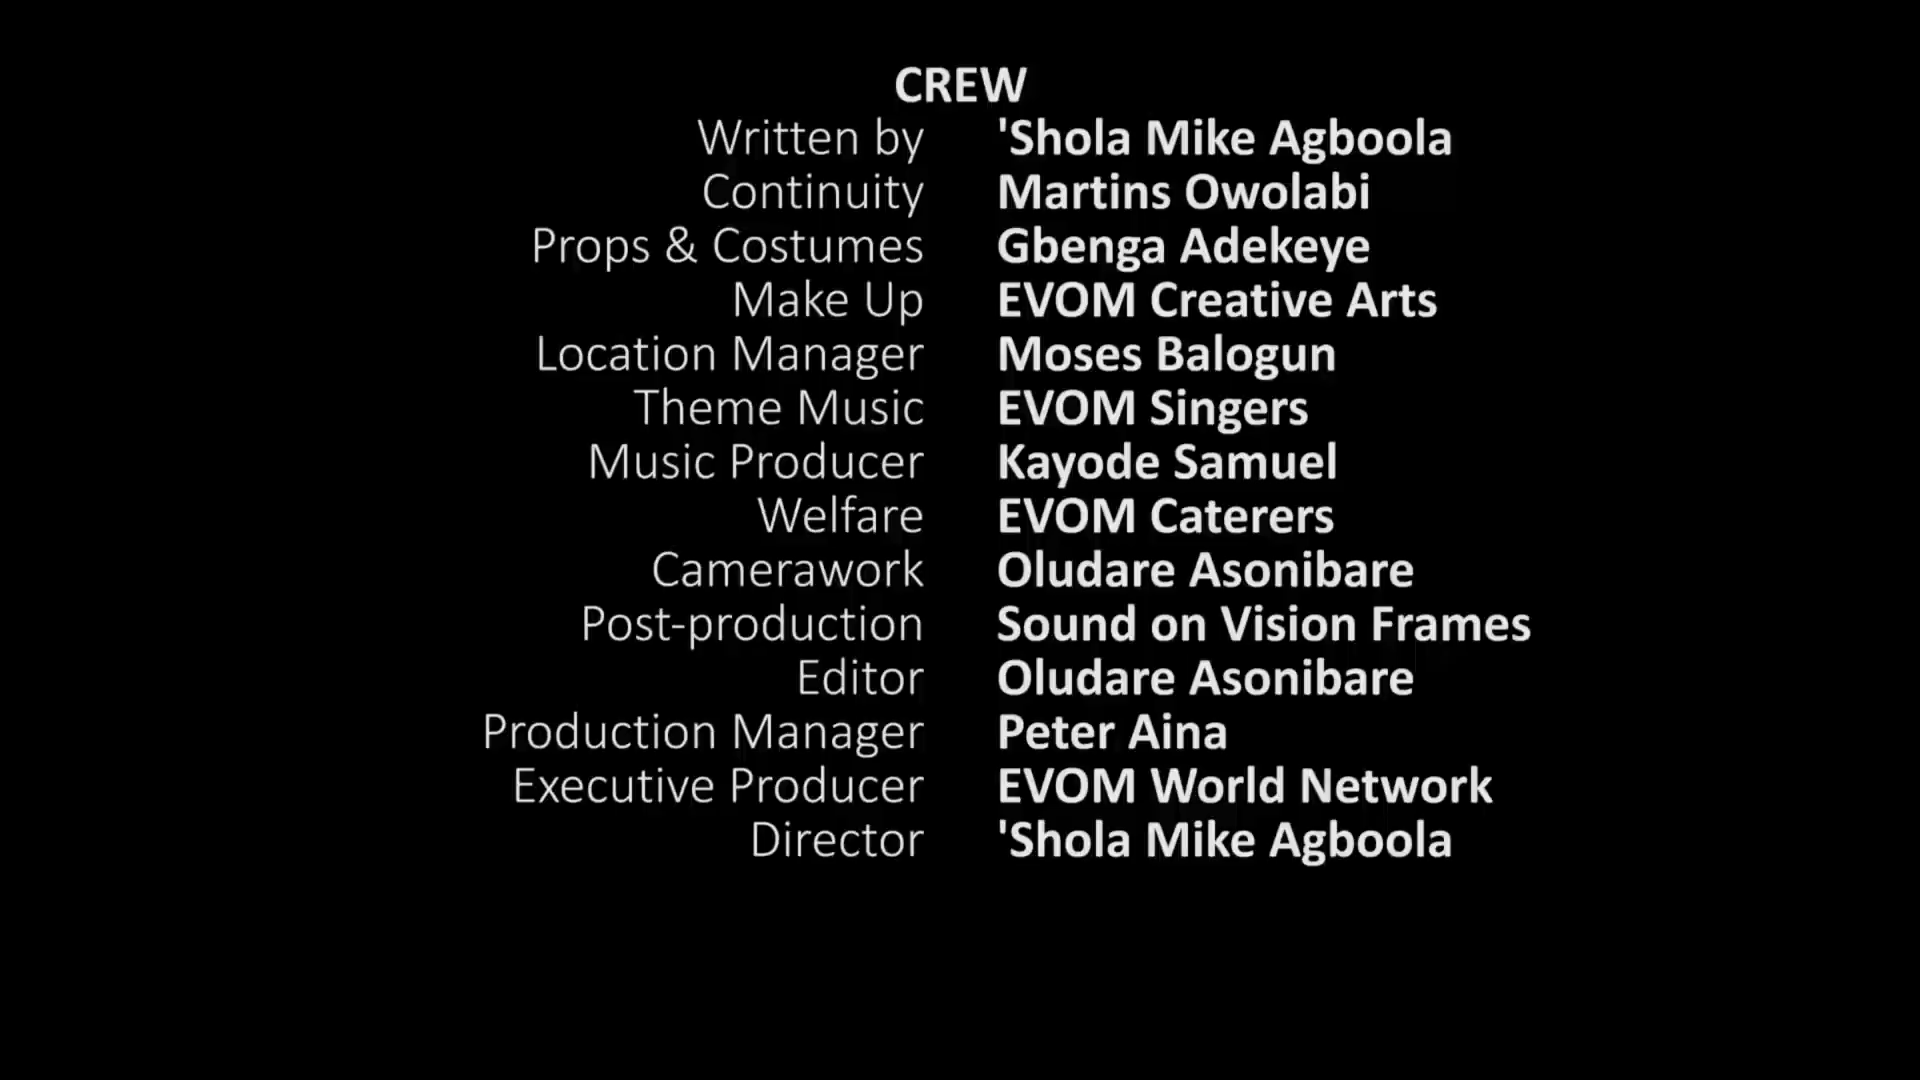 CREW
Written by 'Shola Mike Agboola
Continuity Martins Owolabi
Props & Costumes Gbenga Adekeye
Make Up EVOM Creative Arts
Location Manager Moses Balogun
Theme Music EVOM Singers
Music Producer Kayode Samuel
Welfare EVOM Caterers
Camerawork Oludare Asonibare
Post-production Sound on Vision Frames
Editor Oludare Asonibare
Production Manager Peter Aina
Executive Producer EVOM World Network
Director 'Shola Mike Agboola